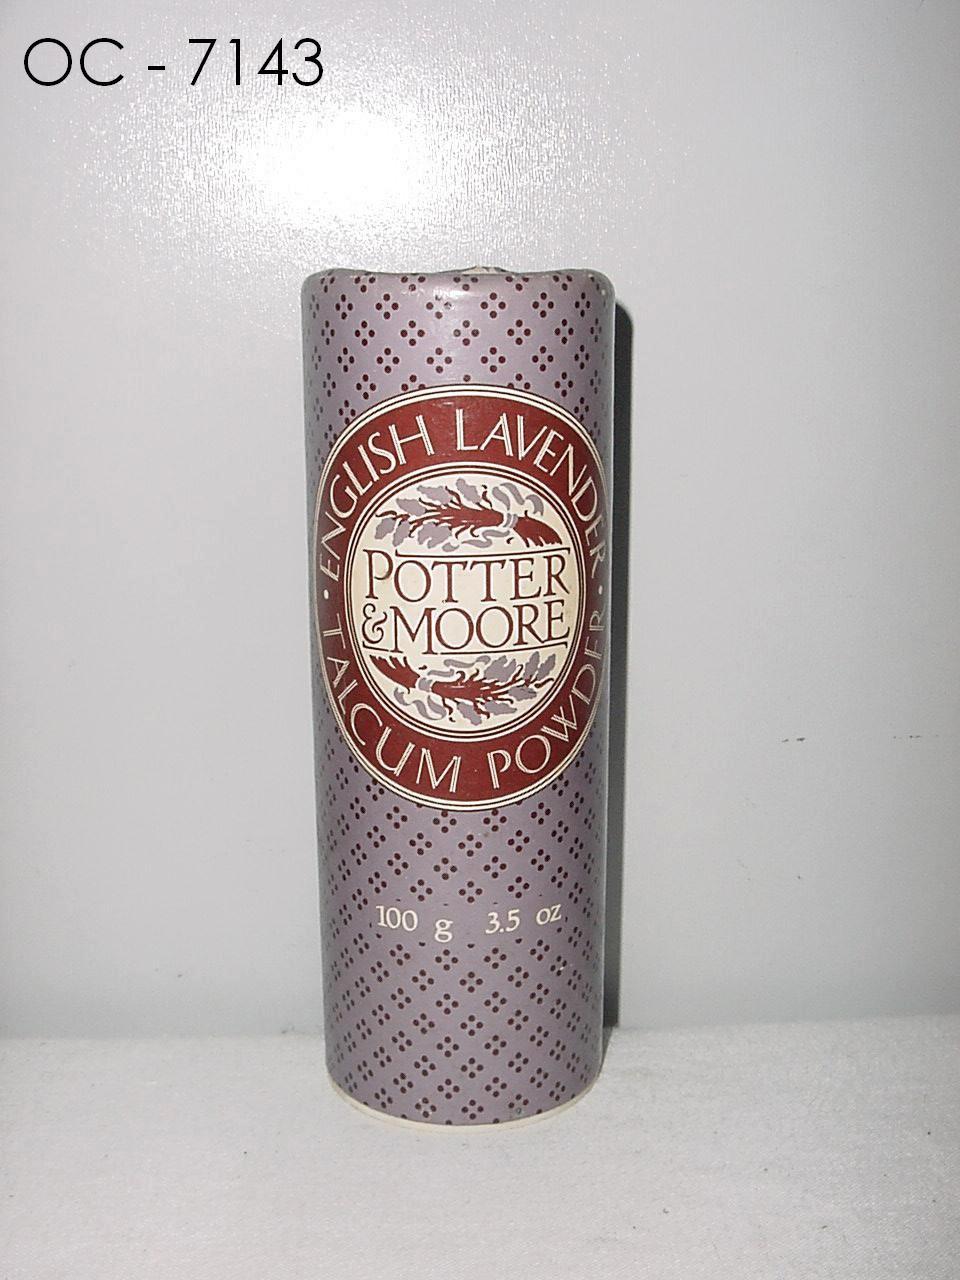 OC - 7143
ENGLISH LAVENDER
POTTER
& MOORE
· TALCUM POWDER ·
100 g 3.5 oz